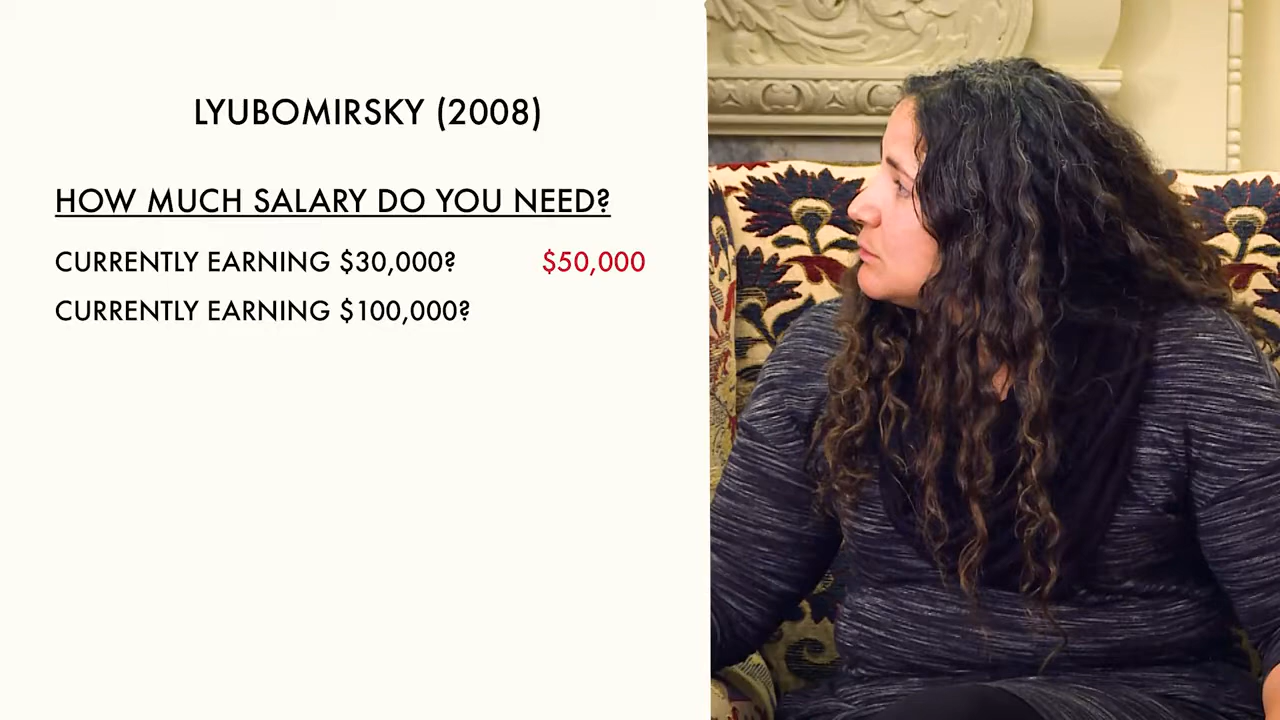 LYUBOMIRSKY (2008)
HOW MUCH SALARY DO YOU NEED?
CURRENTLY EARNING $30,000? $50,000
CURRENTLY EARNING $100,000?